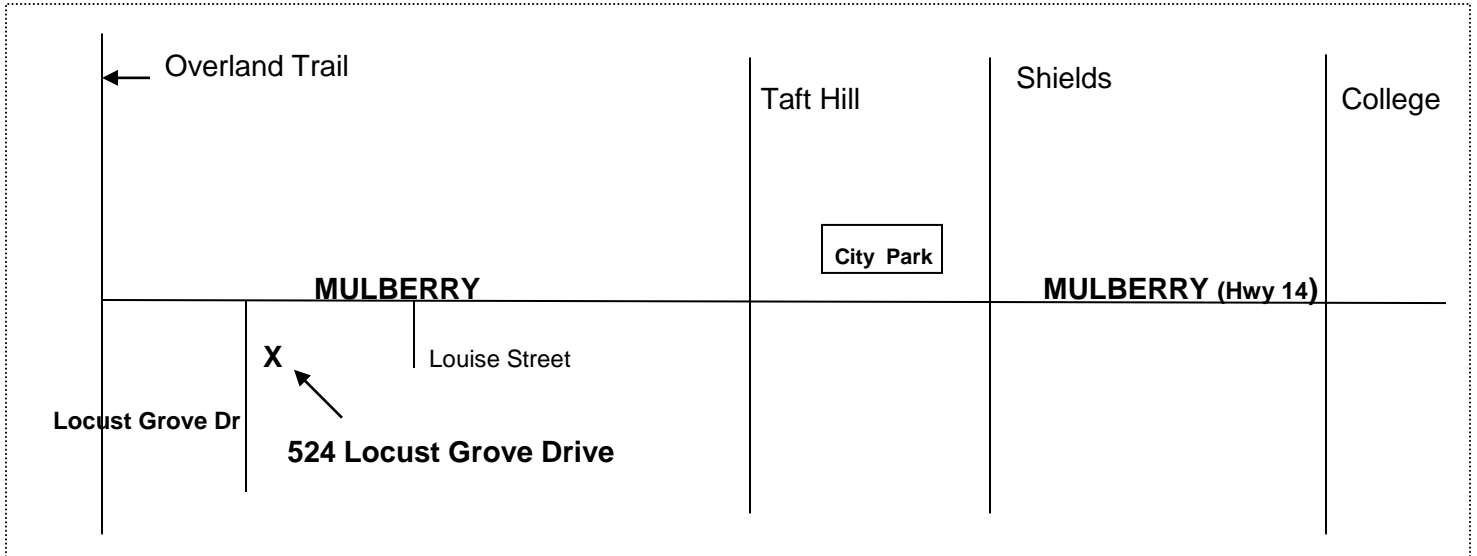 Overland Trail
Taft Hill
Shields
College
City Park
MULBERRY
MULBERRY (Hwy 14)
X
Louise Street
Locust Grove Dr
524 Locust Grove Drive